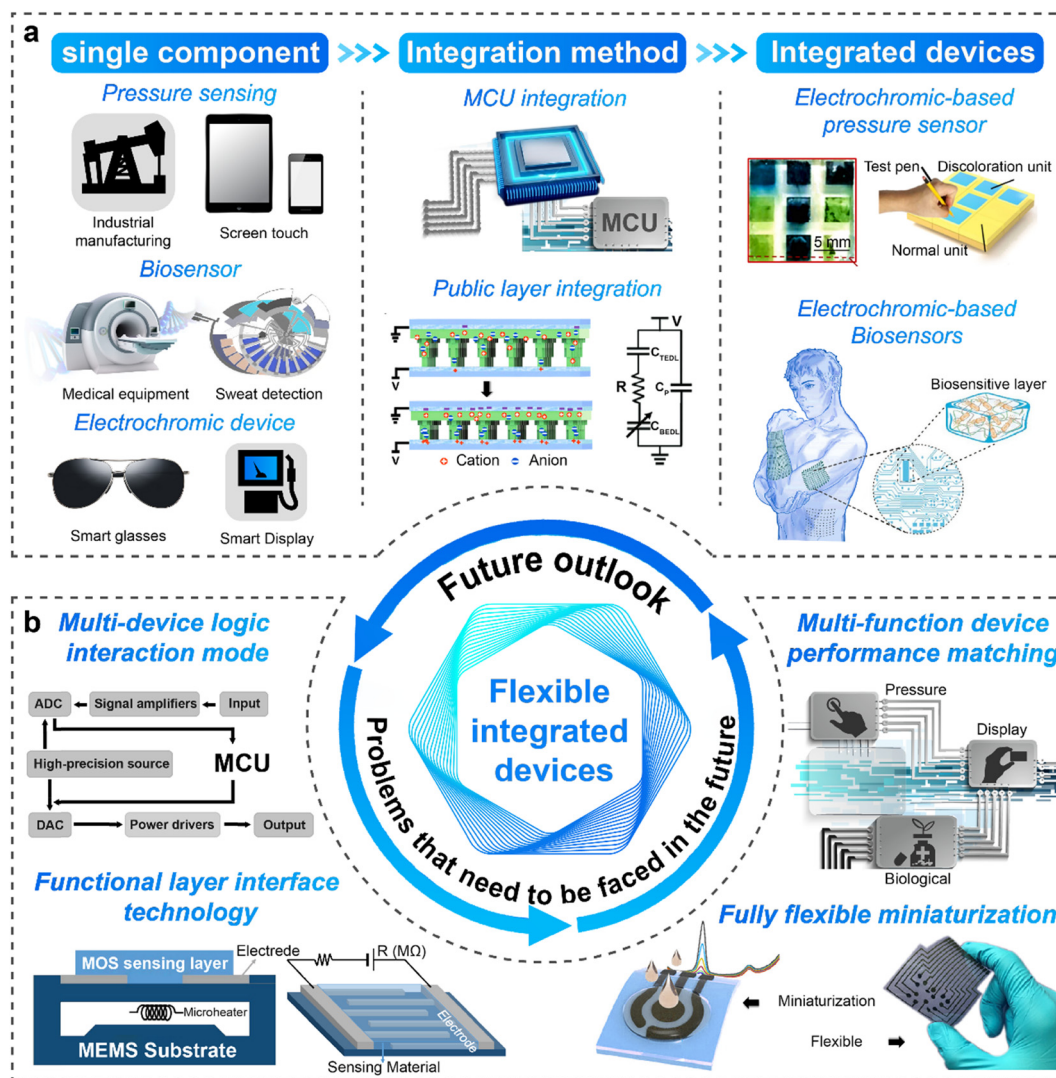 a
single component
Integration method
Integrated devices
Pressure sensing
Industrial
manufacturing
Screen touch
Biosensor
Medical equipment
Sweat detection
Electrochromic device
Smart glasses
Smart Display
MCU integration
MCU
Public layer integration
V
V
Cation
Anion
V
C_TEDL
R
C_P
C_BEDL
Electrochromic-based
pressure sensor
Test pen
Discoloration unit
5 mm
Normal unit
Electrochromic-based
Biosensors
Biosensitive layer
Future outlook
Flexible
integrated
devices
Problems that need to be faced in the future
b
Multi-device logic
interaction mode
ADC
Signal amplifiers
Input
High-precision source
MCU
DAC
Power drivers
Output
Functional layer interface
technology
MOS sensing layer
Electrede
Microheater
MEMS Substrate
R (MΩ)
Electrode
Sensing Material
Multi-function device
performance matching
Pressure
Display
Biological
Fully flexible miniaturization
Miniaturization
Flexible